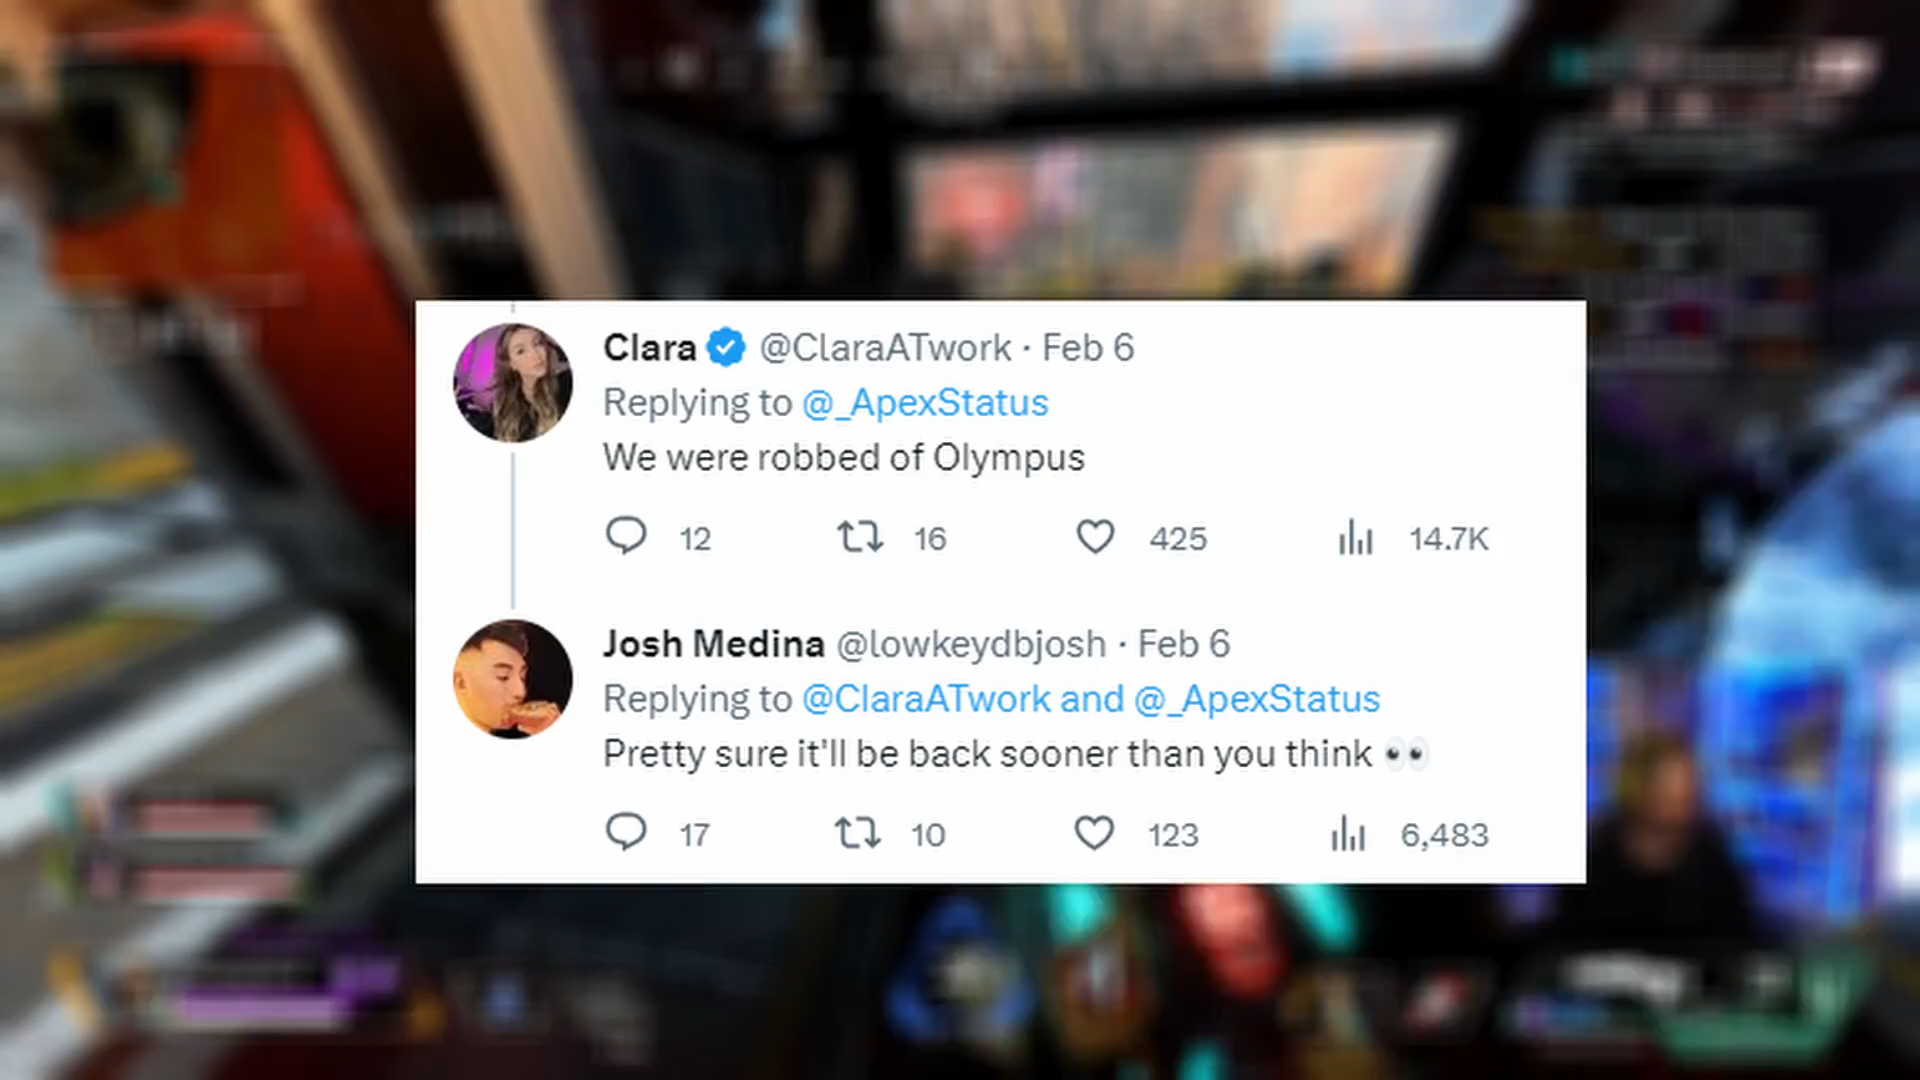 Clara @ClaraATwork · Feb 6
Replying to @_ApexStatus
We were robbed of Olympus
12 16 425 14.7K
Josh Medina @lowkeydbjosh · Feb 6
Replying to @ClaraATwork and @_ApexStatus
Pretty sure it'll be back sooner than you think 👀
17 10 123 6,483